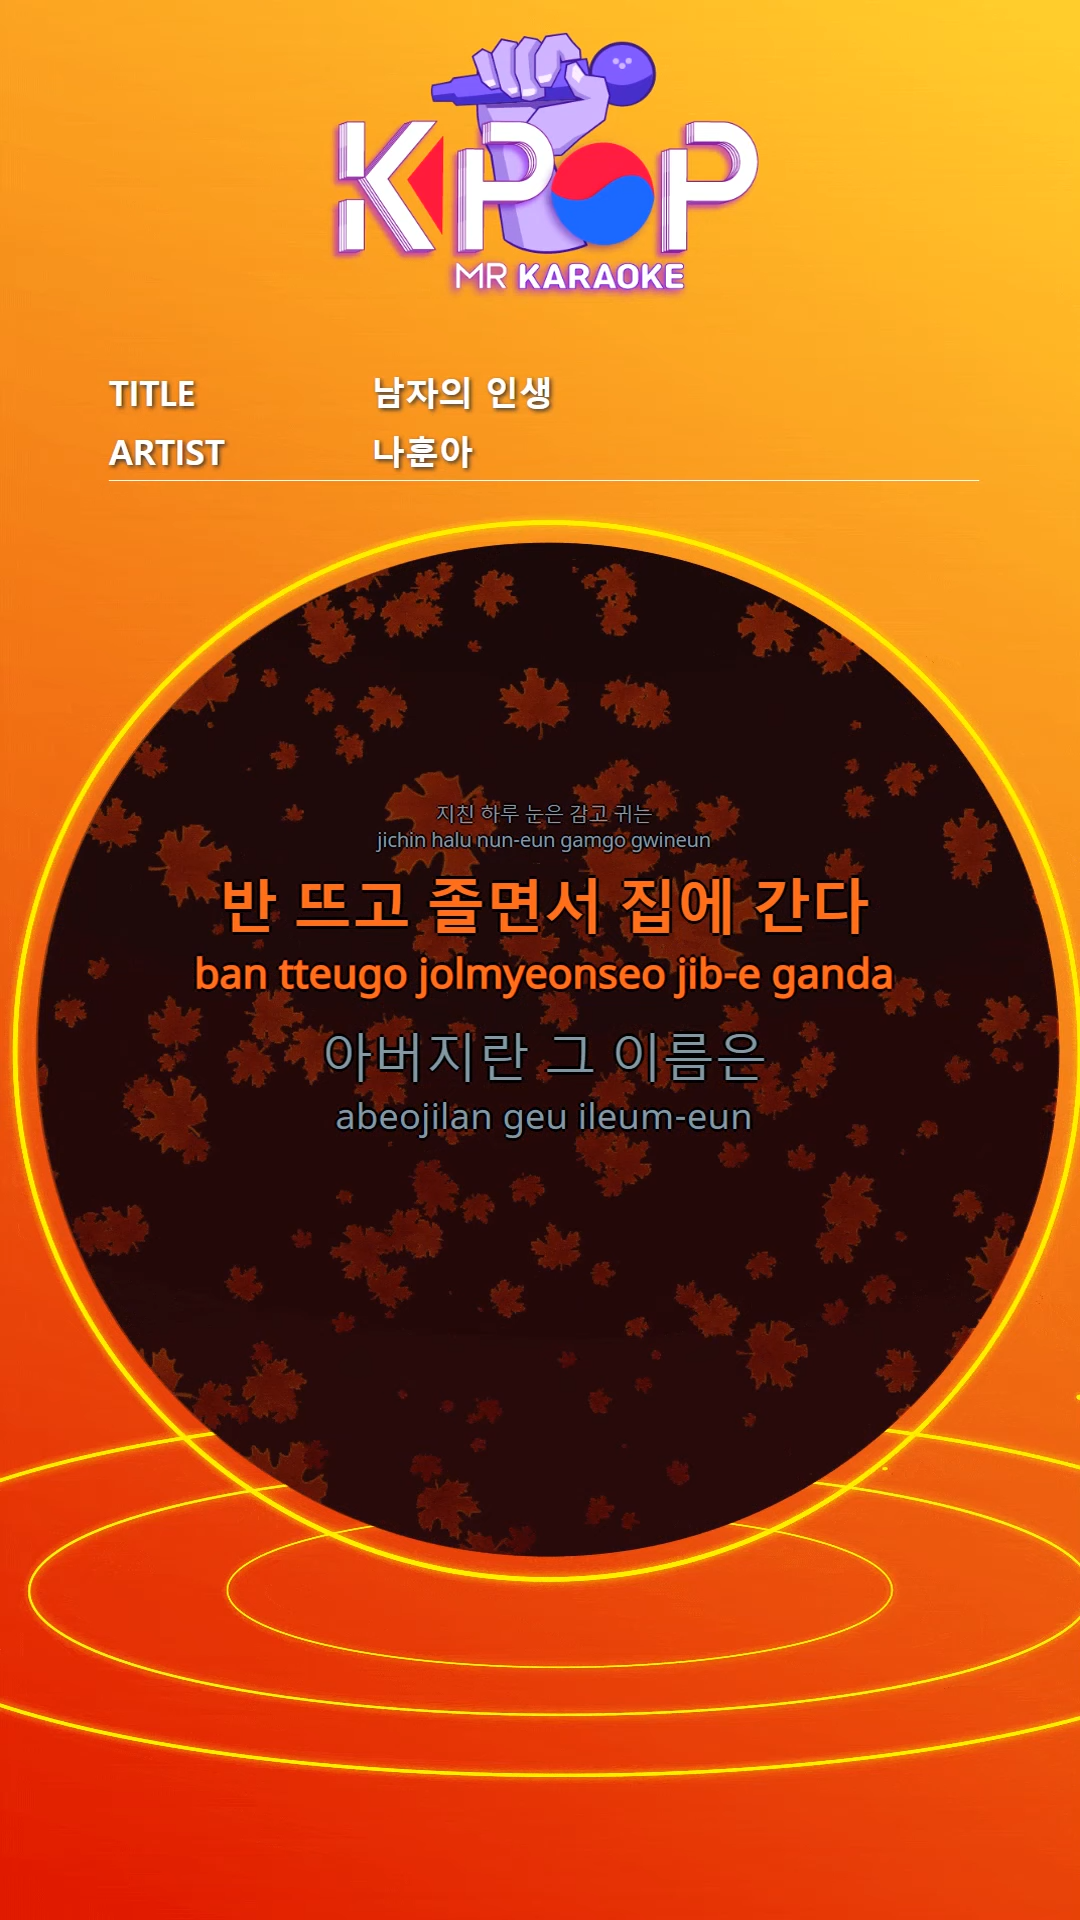 KPOP
MR KARAOKE
TITLE 남자의 인생
ARTIST 나훈아
지친 하루 눈은 감고 귀는
jichin halu nun-eun gamgo gwineun
반 뜨고 졸면서 집에 간다
ban tteugo jolmyeonseo jib-e ganda
아버지란 그 이름은
abeojilan geu ileum-eun